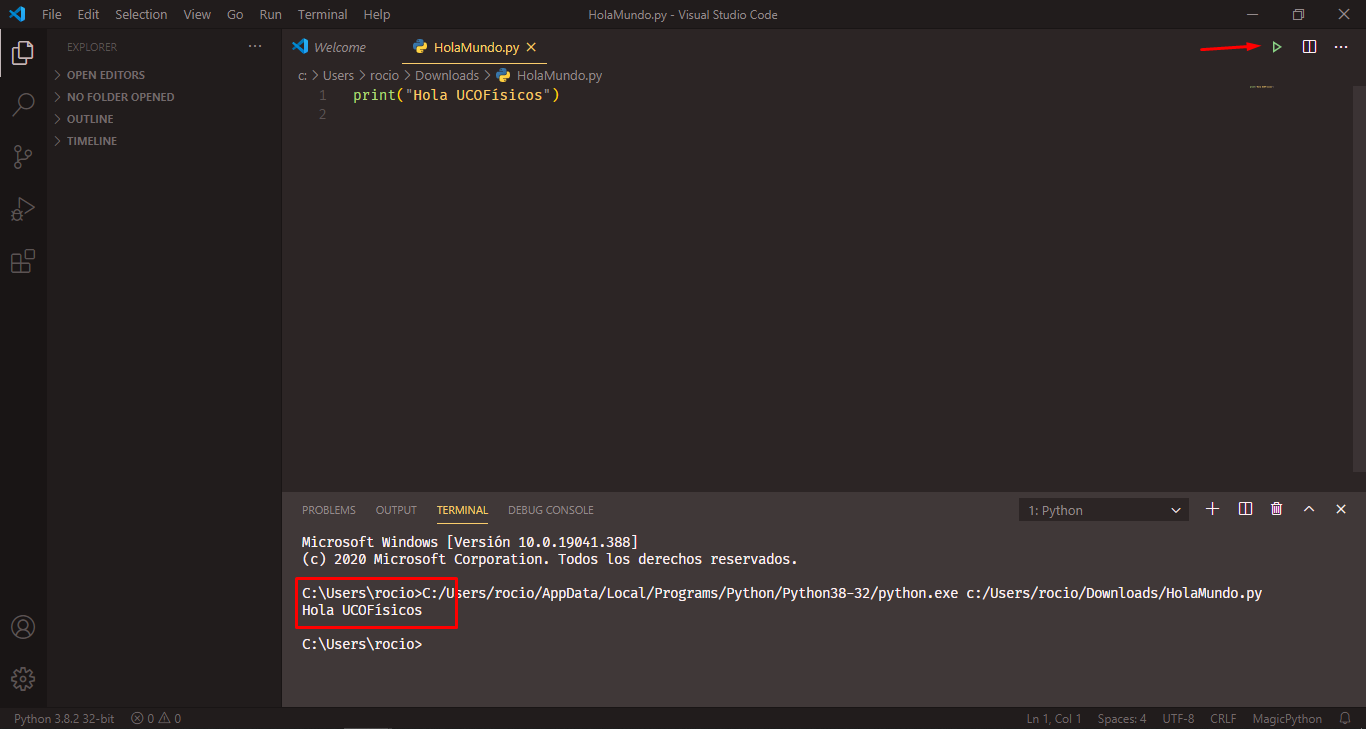 File Edit Selection View Go Run Terminal Help HolaMundo.py - Visual Studio Code
EXPLORER
OPEN EDITORS
NO FOLDER OPENED
OUTLINE
TIMELINE
Welcome HolaMundo.py
c: > Users > rocio > Downloads > HolaMundo.py
1 print("Hola UCOFísicos")
2
PROBLEMS OUTPUT TERMINAL DEBUG CONSOLE 1: Python
Microsoft Windows [Versión 10.0.19041.388]
(c) 2020 Microsoft Corporation. Todos los derechos reservados.
C:\Users\rocio>C:/Users/rocio/AppData/Local/Programs/Python/Python38-32/python.exe c:/Users/rocio/Downloads/HolaMundo.py
Hola UCOFísicos
C:\Users\rocio>
Python 3.8.2 32-bit 0 0 Ln 1, Col 1 Spaces: 4 UTF-8 CRLF MagicPython